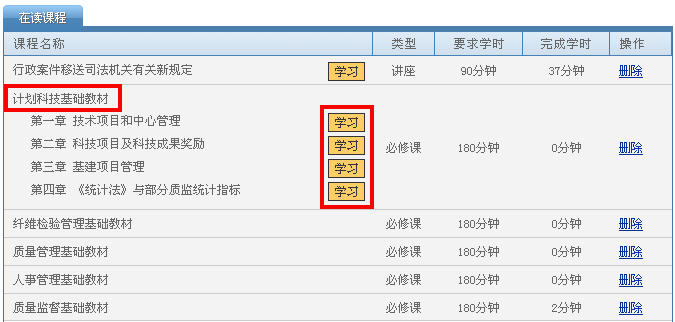 在读课程
课程名称 类型 要求学时 完成学时 操作
行政案件移送司法机关有关新规定 学习 讲座 90分钟 37分钟 删除
计划科技基础教材 必修课 180分钟 0分钟 删除
第一章 技术项目和中心管理 学习
第二章 科技项目及科技成果奖励 学习
第三章 基建项目管理 学习
第四章 《统计法》与部分质监统计指标 学习
纤维检验管理基础教材 必修课 180分钟 0分钟 删除
质量管理基础教材 必修课 180分钟 0分钟 删除
人事管理基础教材 必修课 180分钟 0分钟 删除
质量监督基础教材 必修课 180分钟 2分钟 删除